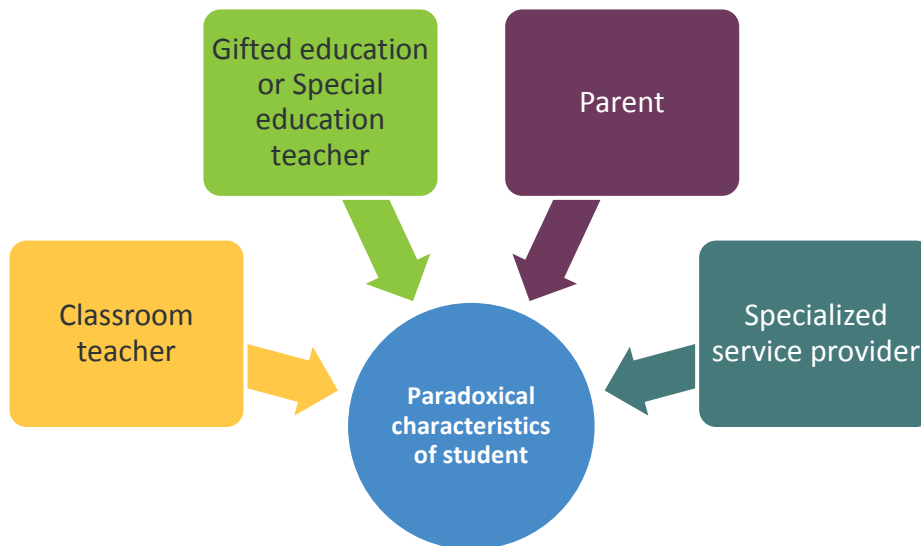 Gifted education
or Special
education
teacher
Parent
Classroom
teacher
Specialized
service provider
Paradoxical
characteristics
of student